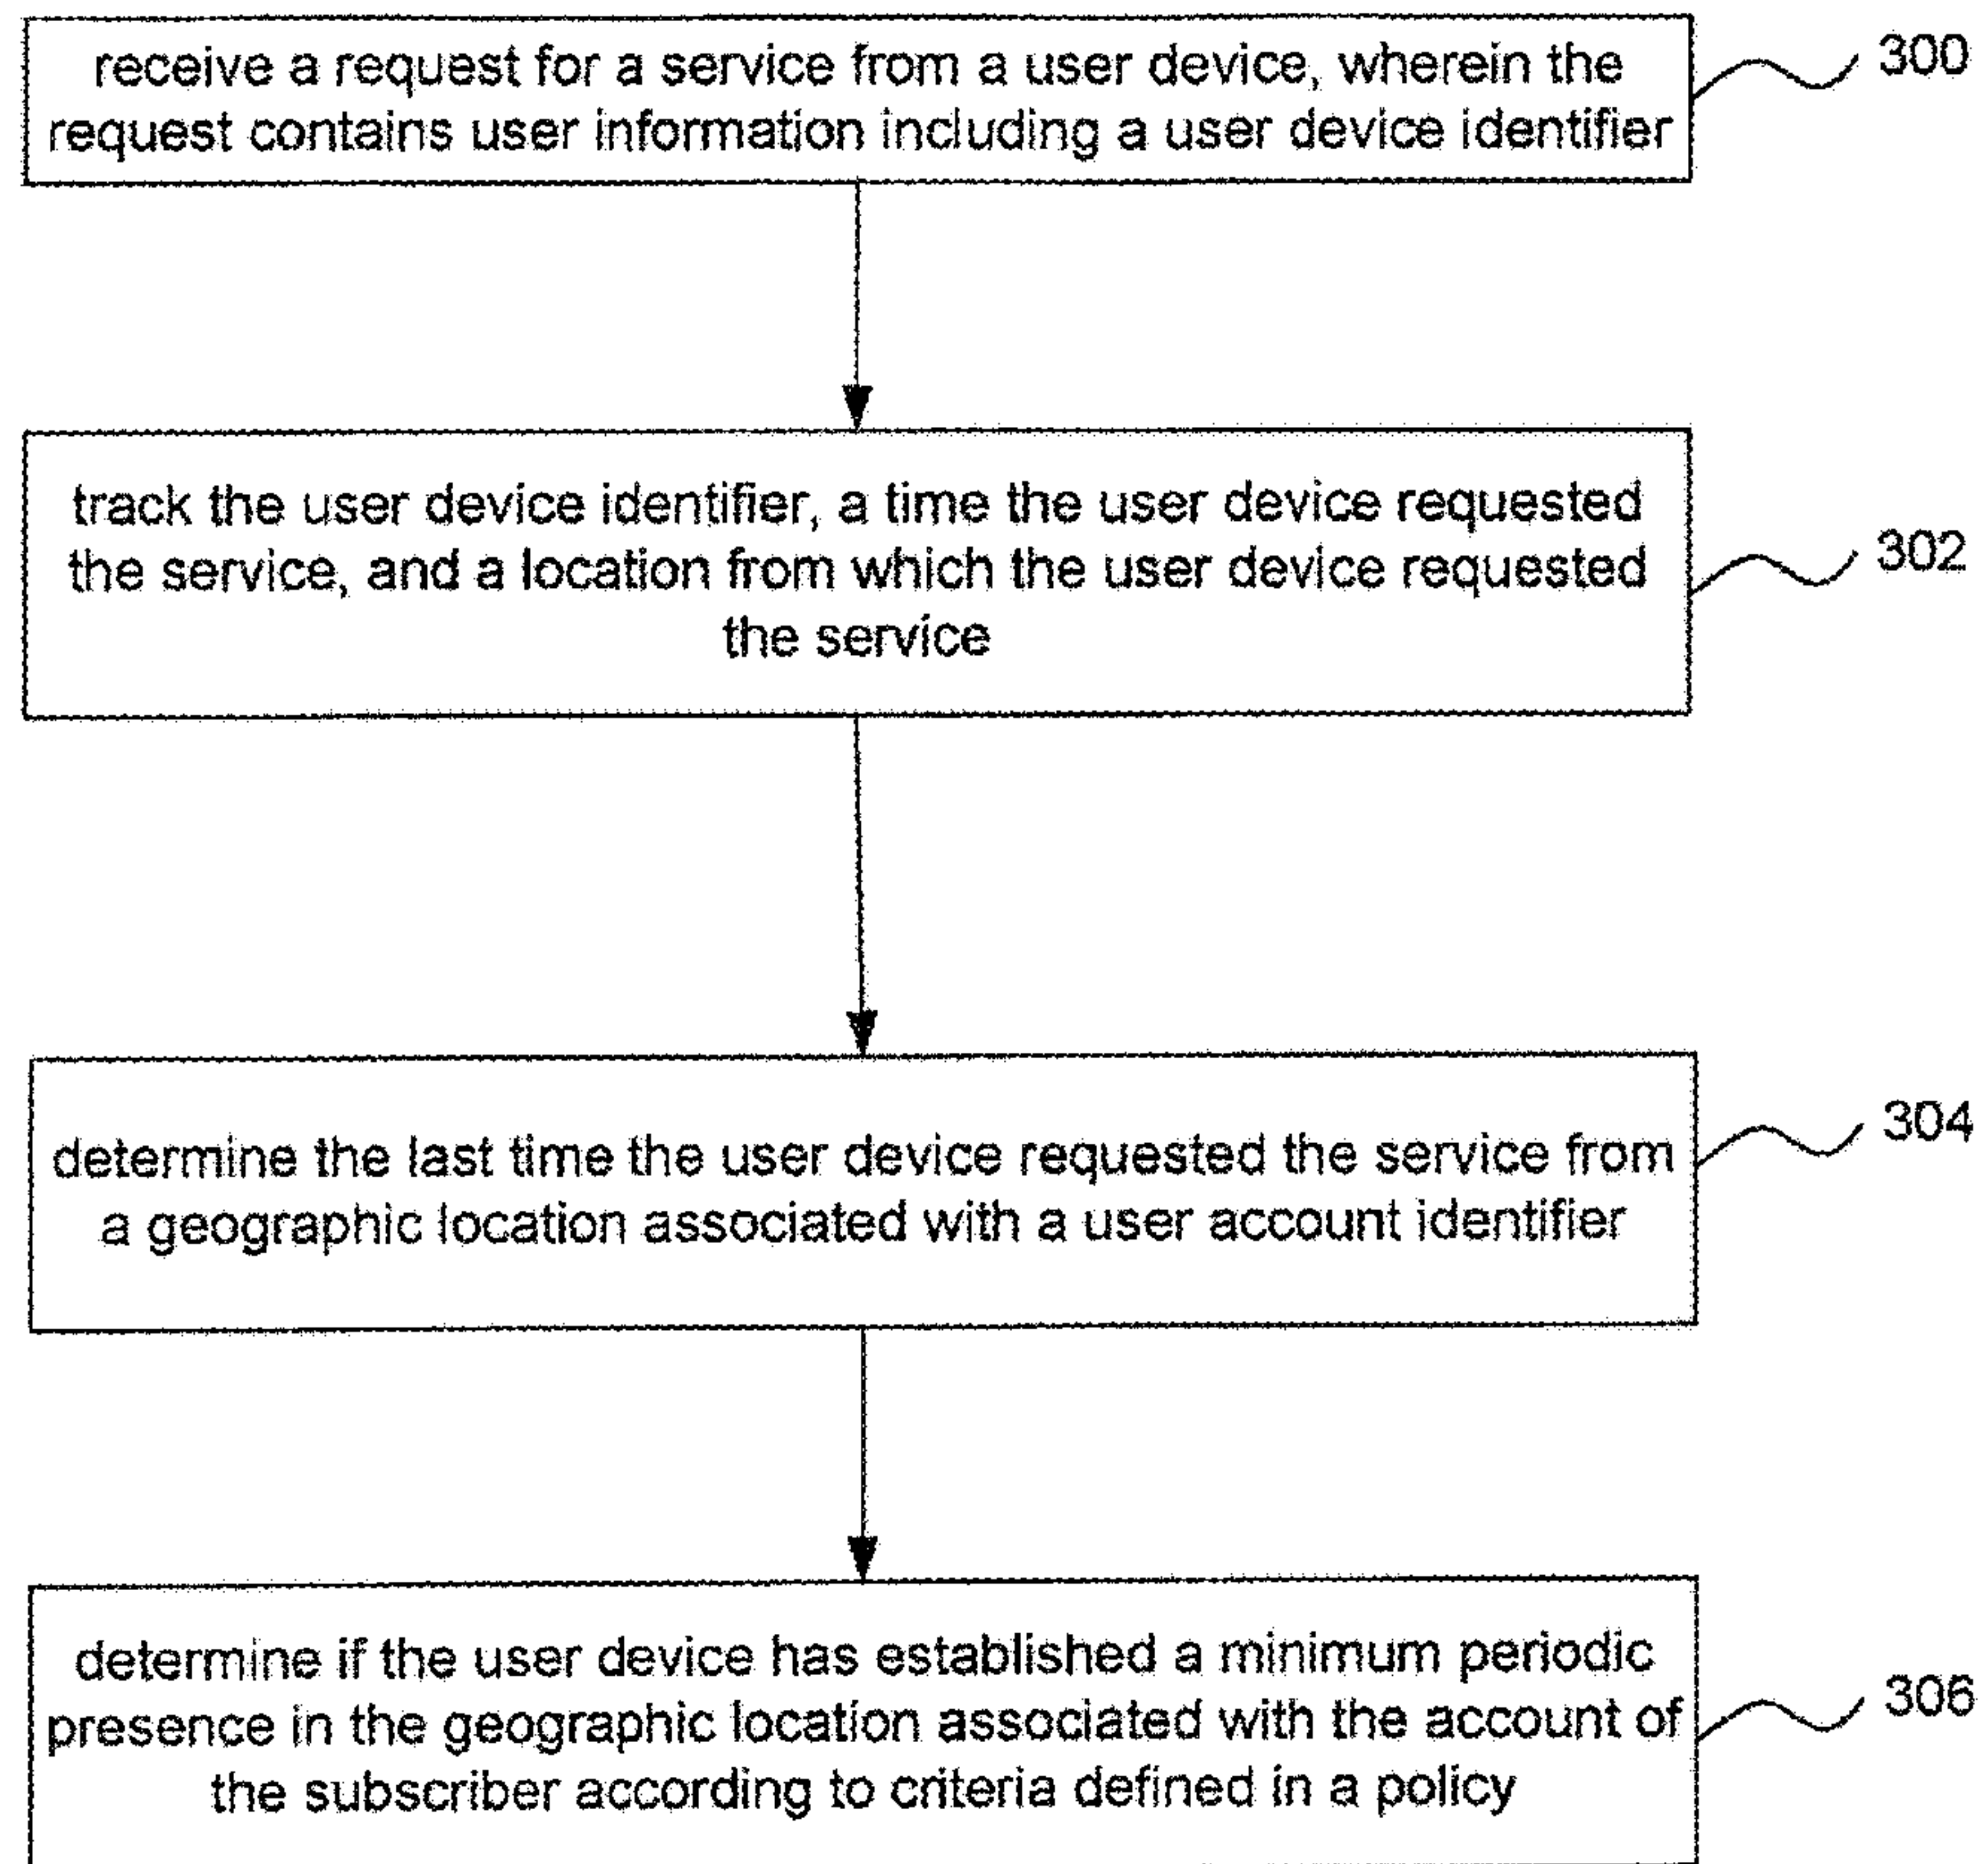 receive a request for a service from a user device, wherein the
request contains user information including a user device identifier
300
track the user device identifier, a time the user device requested
the service, and a location from which the user device requested
the service
302
determine the last time the user device requested the service from
a geographic location associated with a user account identifier
304
determine if the user device has established a minimum periodic
presence in the geographic location associated with the account of
the subscriber according to criteria defined in a policy
306